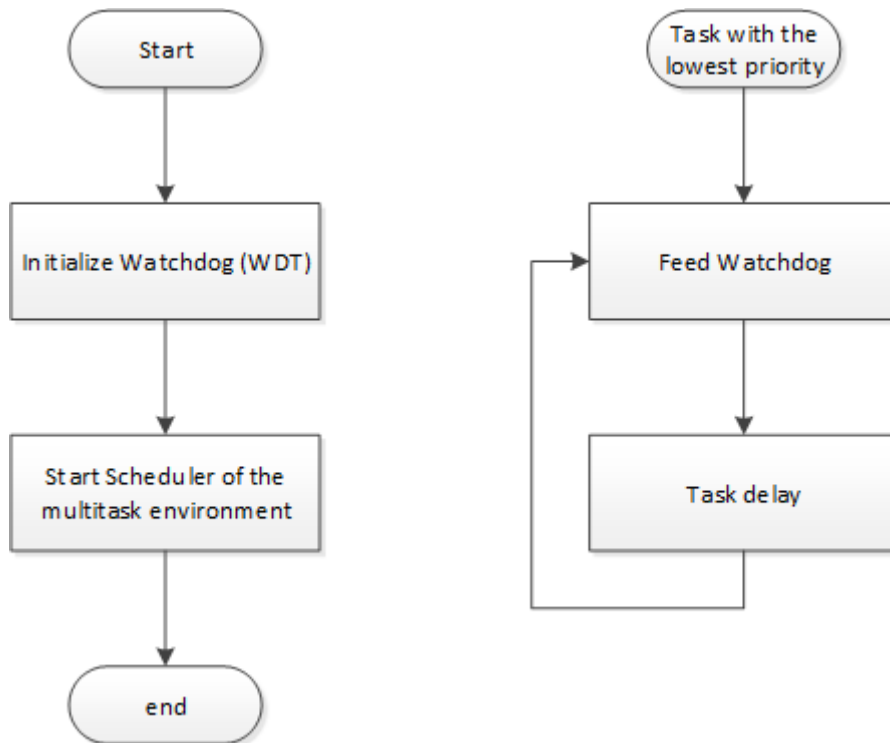 Start
Initialize Watchdog (WDT)
Start Scheduler of the
multitask environment
end
Task with the
lowest priority
Feed Watchdog
Task delay